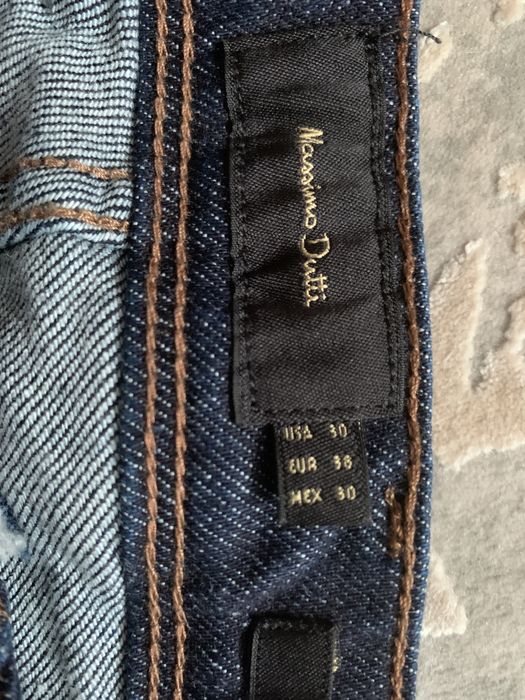 Massimo Dutti
USA 30
EUR 38
MEX 30